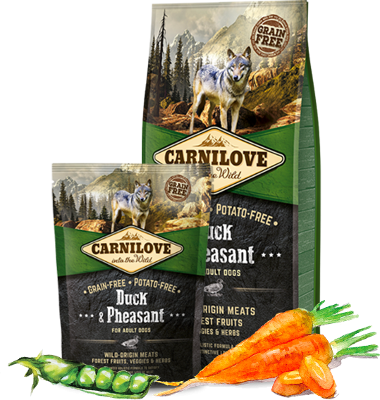 GRAIN
FREE
CARNILOVE
into the Wild
POTATO-FREE
Duck
Pheasant
ADULT DOGS
-ORIGIN MEATS
FRUITS
& HERBS
GRAIN
FREE
CARNILOVE
into the Wild
GRAIN-FREE • POTATO-FREE
Duck
& Pheasant
FOR ADULT DOGS
WILD-ORIGIN MEATS
FOREST FRUITS, VEGGIES & HERBS